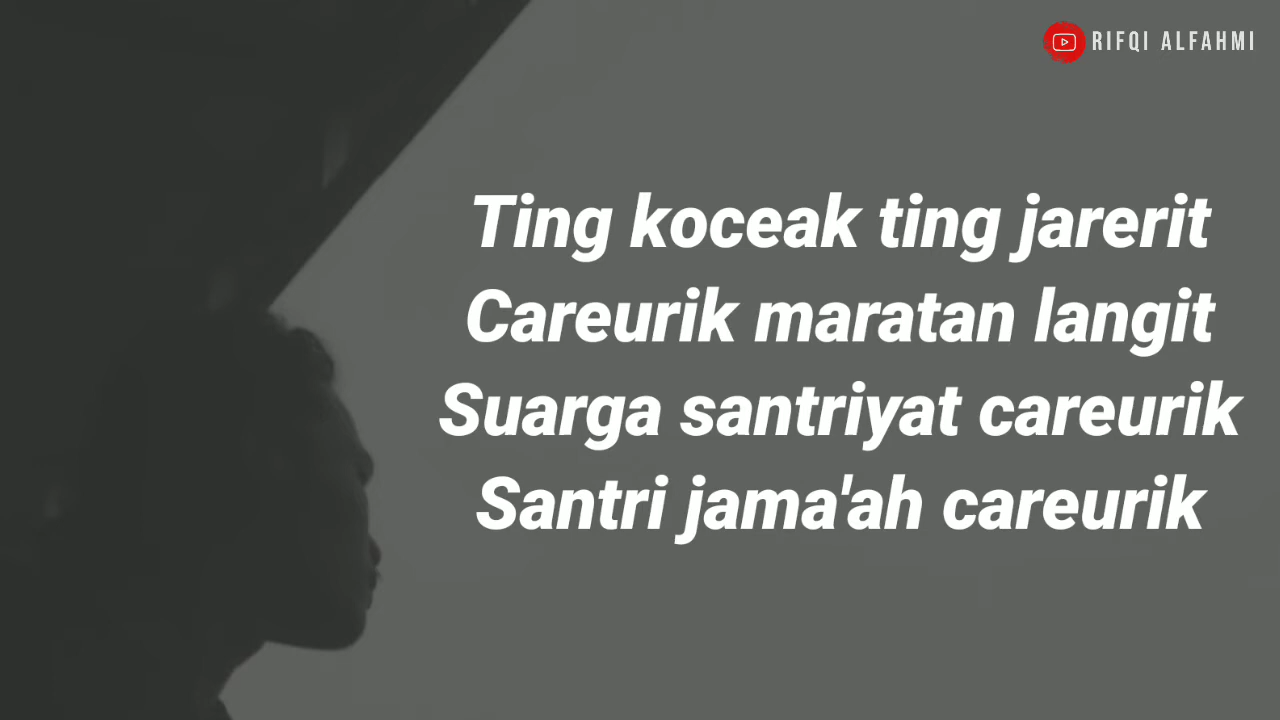 RIFQI ALFAHMI
Ting koceak ting jarerit
Careurik maratan langit
Suarga santriyat careurik
Santri jama'ah careurik